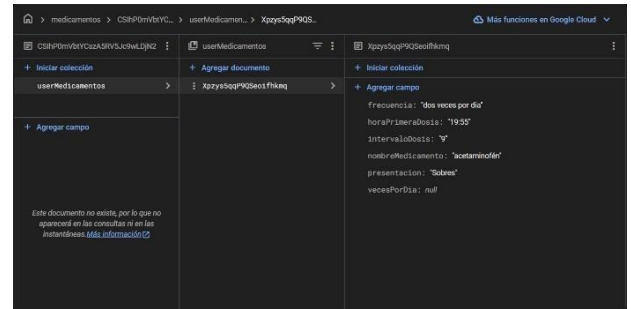 medicamentos > CSIhP0mVbtYC... > userMedicamen... > Xpzys5qqP9QS...
Más funciones en Google Cloud
CSIhP0mVbtYCszA5RV5Jc9wLDjN2
+ Iniciar colección
userMedicamentos
+ Agregar campo
Este documento no existe, por lo que no
aparecerá en las consultas ni en las
instantáneas. Más información
userMedicamentos
+ Agregar documento
Xpzys5qqP9QSeoifhkmq
Xpzys5qqP9QSeoifhkmq
+ Iniciar colección
+ Agregar campo
frecuencia: "dos veces por día"
horaPrimeraDosis: "19:55"
intervaloDosis: "9"
nombreMedicamento: "acetaminofén"
presentacion: "Sobres"
vecesPorDia: null